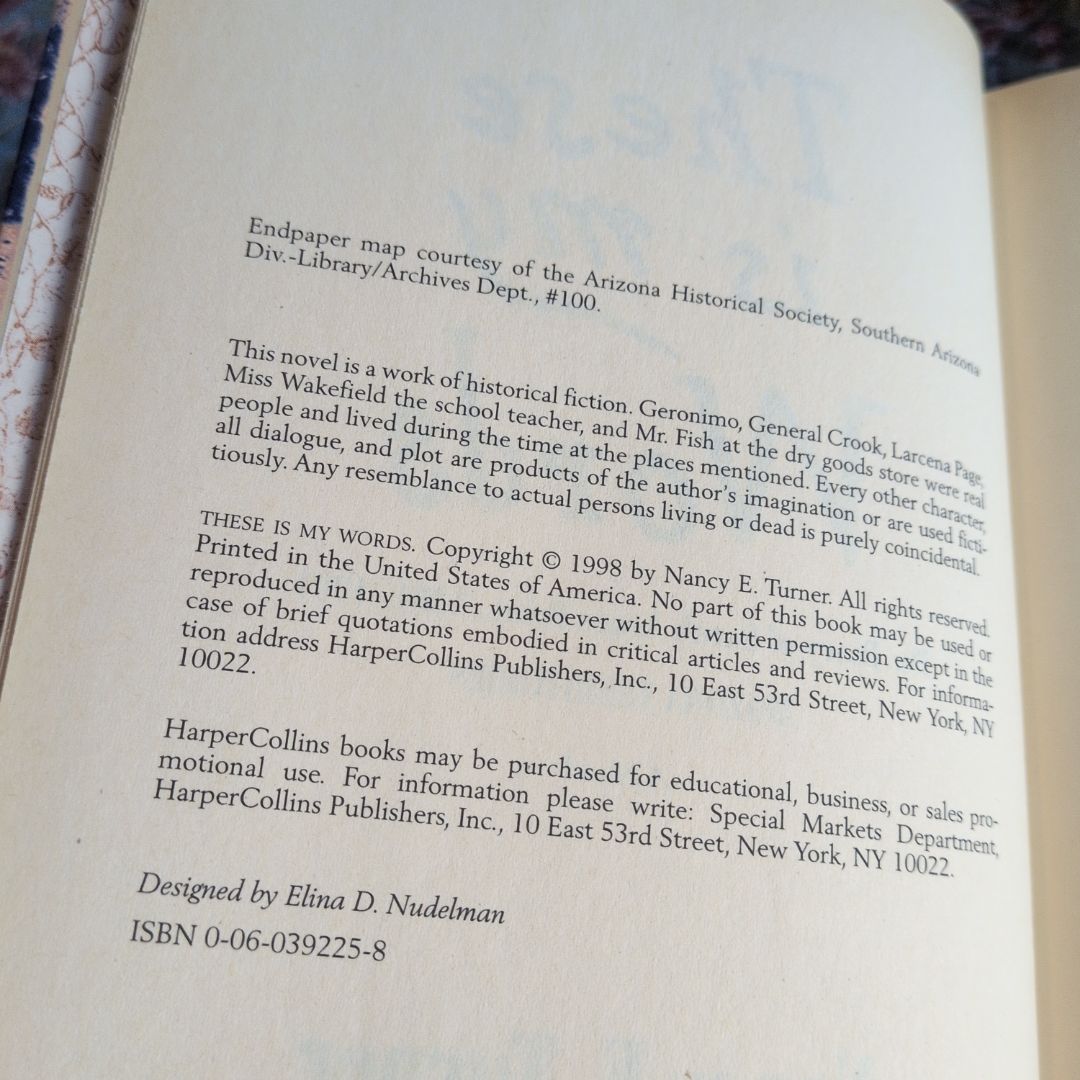 Endpaper map courtesy of the Arizona Historical Society, Southern Arizona
Div.-Library/Archives Dept., #100.
This novel is a work of historical fiction. Geronimo, General Crook, Larcena Page,
Miss Wakefield the school teacher, and Mr. Fish at the dry goods store were real
people and lived during the time at the places mentioned. Every other character,
all dialogue, and plot are products of the author's imagination or are used ficti-
tiously. Any resemblance to actual persons living or dead is purely coincidental.
THESE IS MY WORDS. Copyright © 1998 by Nancy E. Turner. All rights reserved.
Printed in the United States of America. No part of this book may be used or
reproduced in any manner whatsoever without written permission except in the
case of brief quotations embodied in critical articles and reviews. For informa-
tion address HarperCollins Publishers, Inc., 10 East 53rd Street, New York, NY
10022.
HarperCollins books may be purchased for educational, business, or sales pro-
motional use. For information please write: Special Markets Department,
HarperCollins Publishers, Inc., 10 East 53rd Street, New York, NY 10022.
Designed by Elina D. Nudelman
ISBN 0-06-039225-8